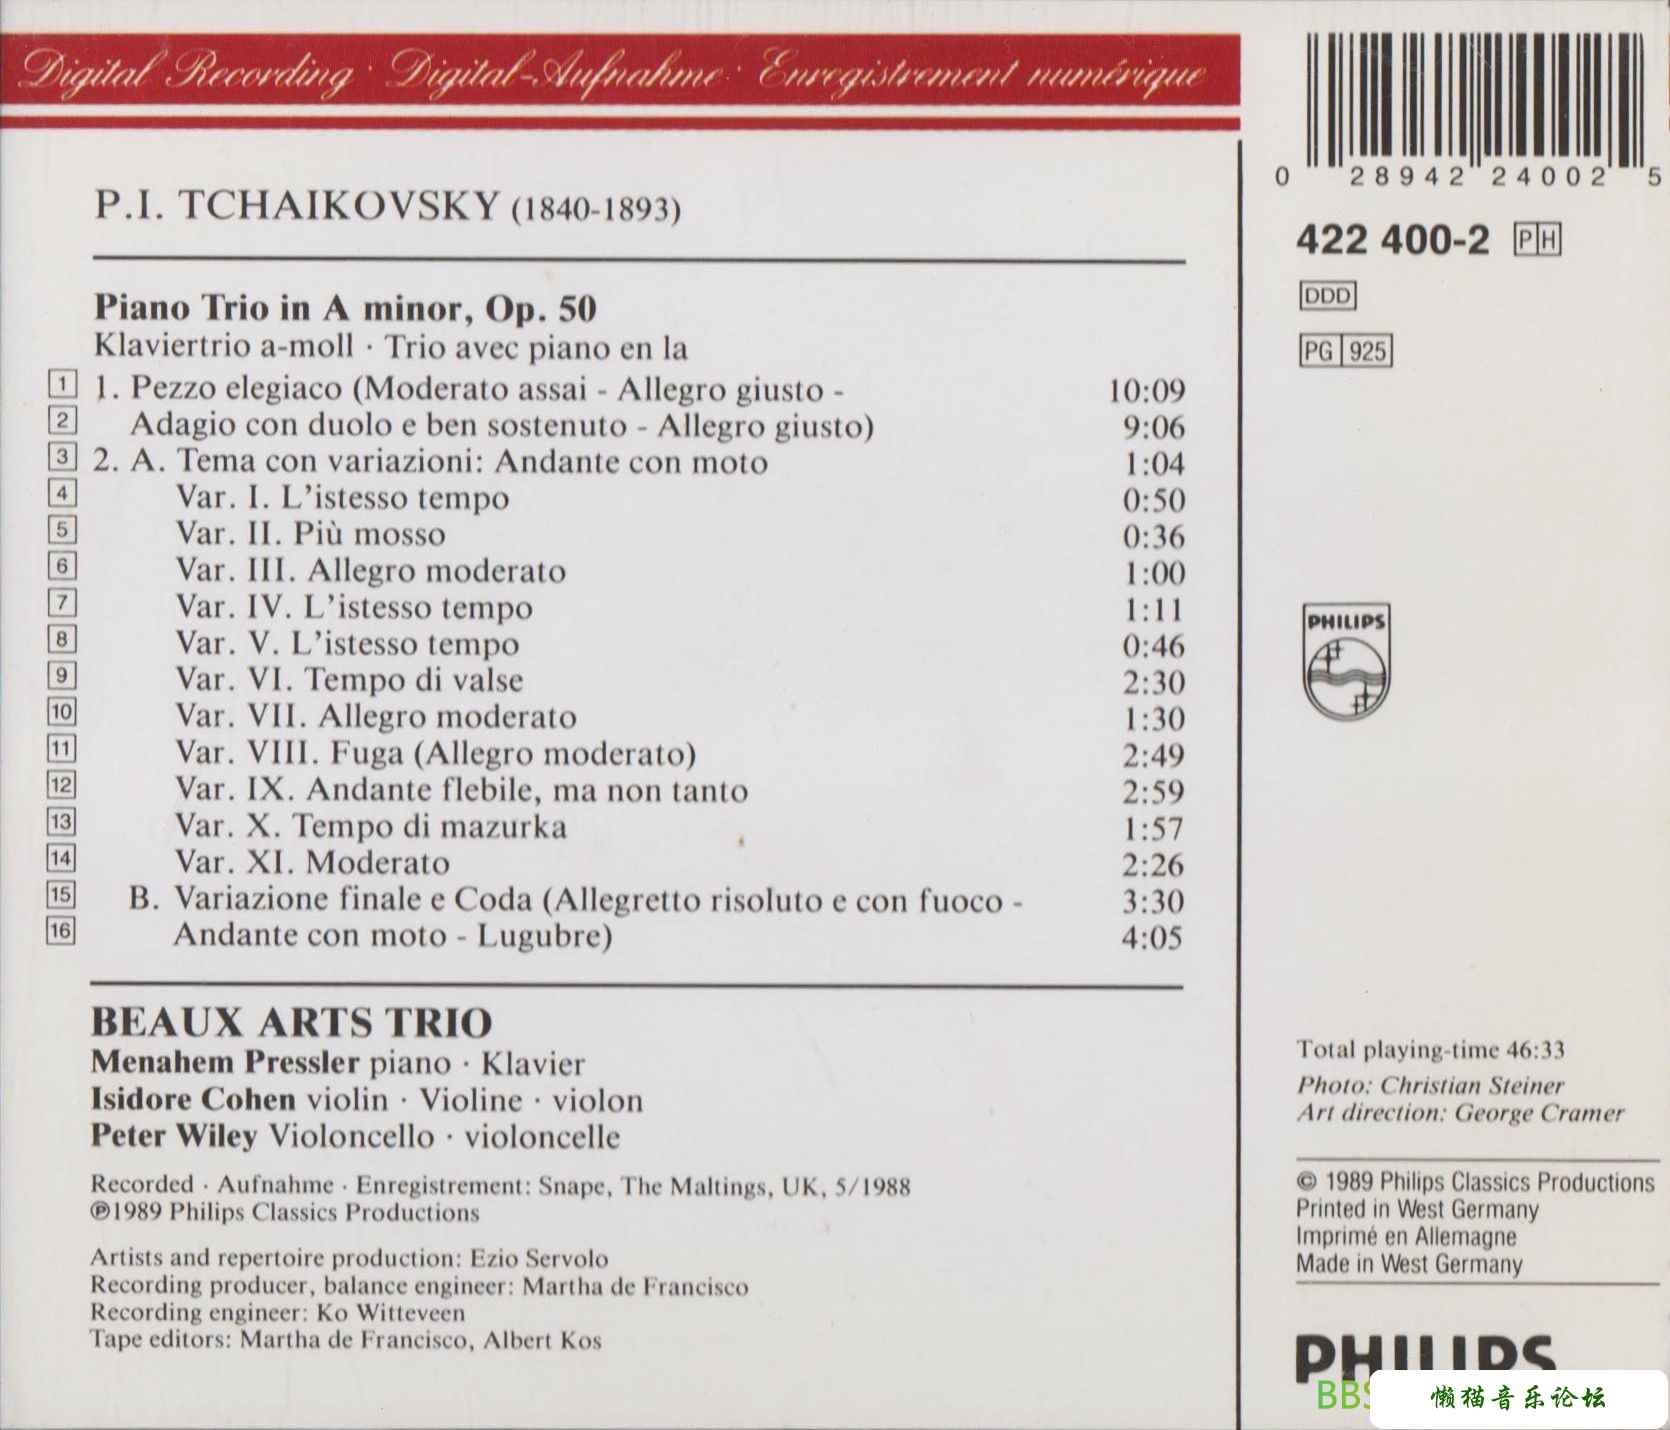 Digital Recording · Digital-Aufnahme · Enregistrement numérique
P.I. TCHAIKOVSKY (1840-1893)
Piano Trio in A minor, Op. 50
Klaviertrio a-moll · Trio avec piano en la
1 1. Pezzo elegiaco (Moderato assai - Allegro giusto - 10:09
2 Adagio con duolo e ben sostenuto - Allegro giusto) 9:06
3 2. A. Tema con variazioni: Andante con moto 1:04
4 Var. I. L'istesso tempo 0:50
5 Var. II. Più mosso 0:36
6 Var. III. Allegro moderato 1:00
7 Var. IV. L'istesso tempo 1:11
8 Var. V. L'istesso tempo 0:46
9 Var. VI. Tempo di valse 2:30
10 Var. VII. Allegro moderato 1:30
11 Var. VIII. Fuga (Allegro moderato) 2:49
12 Var. IX. Andante flebile, ma non tanto 2:59
13 Var. X. Tempo di mazurka 1:57
14 Var. XI. Moderato 2:26
15 B. Variazione finale e Coda (Allegretto risoluto e con fuoco - 3:30
16 Andante con moto - Lugubre) 4:05
BEAUX ARTS TRIO
Menahem Pressler piano · Klavier
Isidore Cohen violin · Violine · violon
Peter Wiley Violoncello · violoncelle
Recorded · Aufnahme · Enregistrement: Snape, The Maltings, UK, 5/1988
℗1989 Philips Classics Productions
Artists and repertoire production: Ezio Servolo
Recording producer, balance engineer: Martha de Francisco
Recording engineer: Ko Witteveen
Tape editors: Martha de Francisco, Albert Kos
0 28942 24002 5
422 400-2 PH
DDD
PG 925
PHILIPS
Total playing-time 46:33
Photo: Christian Steiner
Art direction: George Cramer
© 1989 Philips Classics Productions
Printed in West Germany
Imprimé en Allemagne
Made in West Germany
PHILIPS
BBS
懒猫音乐论坛